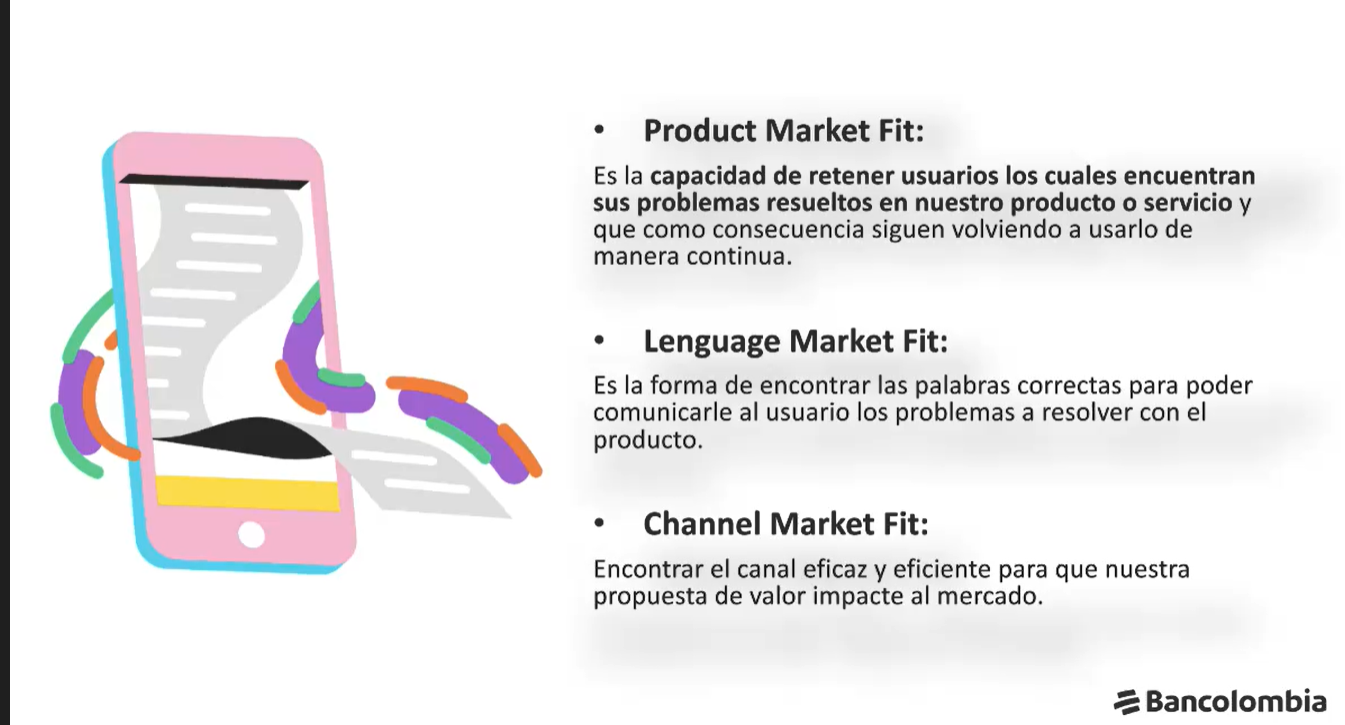 • Product Market Fit:
Es la capacidad de retener usuarios los cuales encuentran
sus problemas resueltos en nuestro producto o servicio y
que como consecuencia siguen volviendo a usarlo de
manera continua.
• Lenguage Market Fit:
Es la forma de encontrar las palabras correctas para poder
comunicarle al usuario los problemas a resolver con el
producto.
• Channel Market Fit:
Encontrar el canal eficaz y eficiente para que nuestra
propuesta de valor impacte al mercado.
Bancolombia